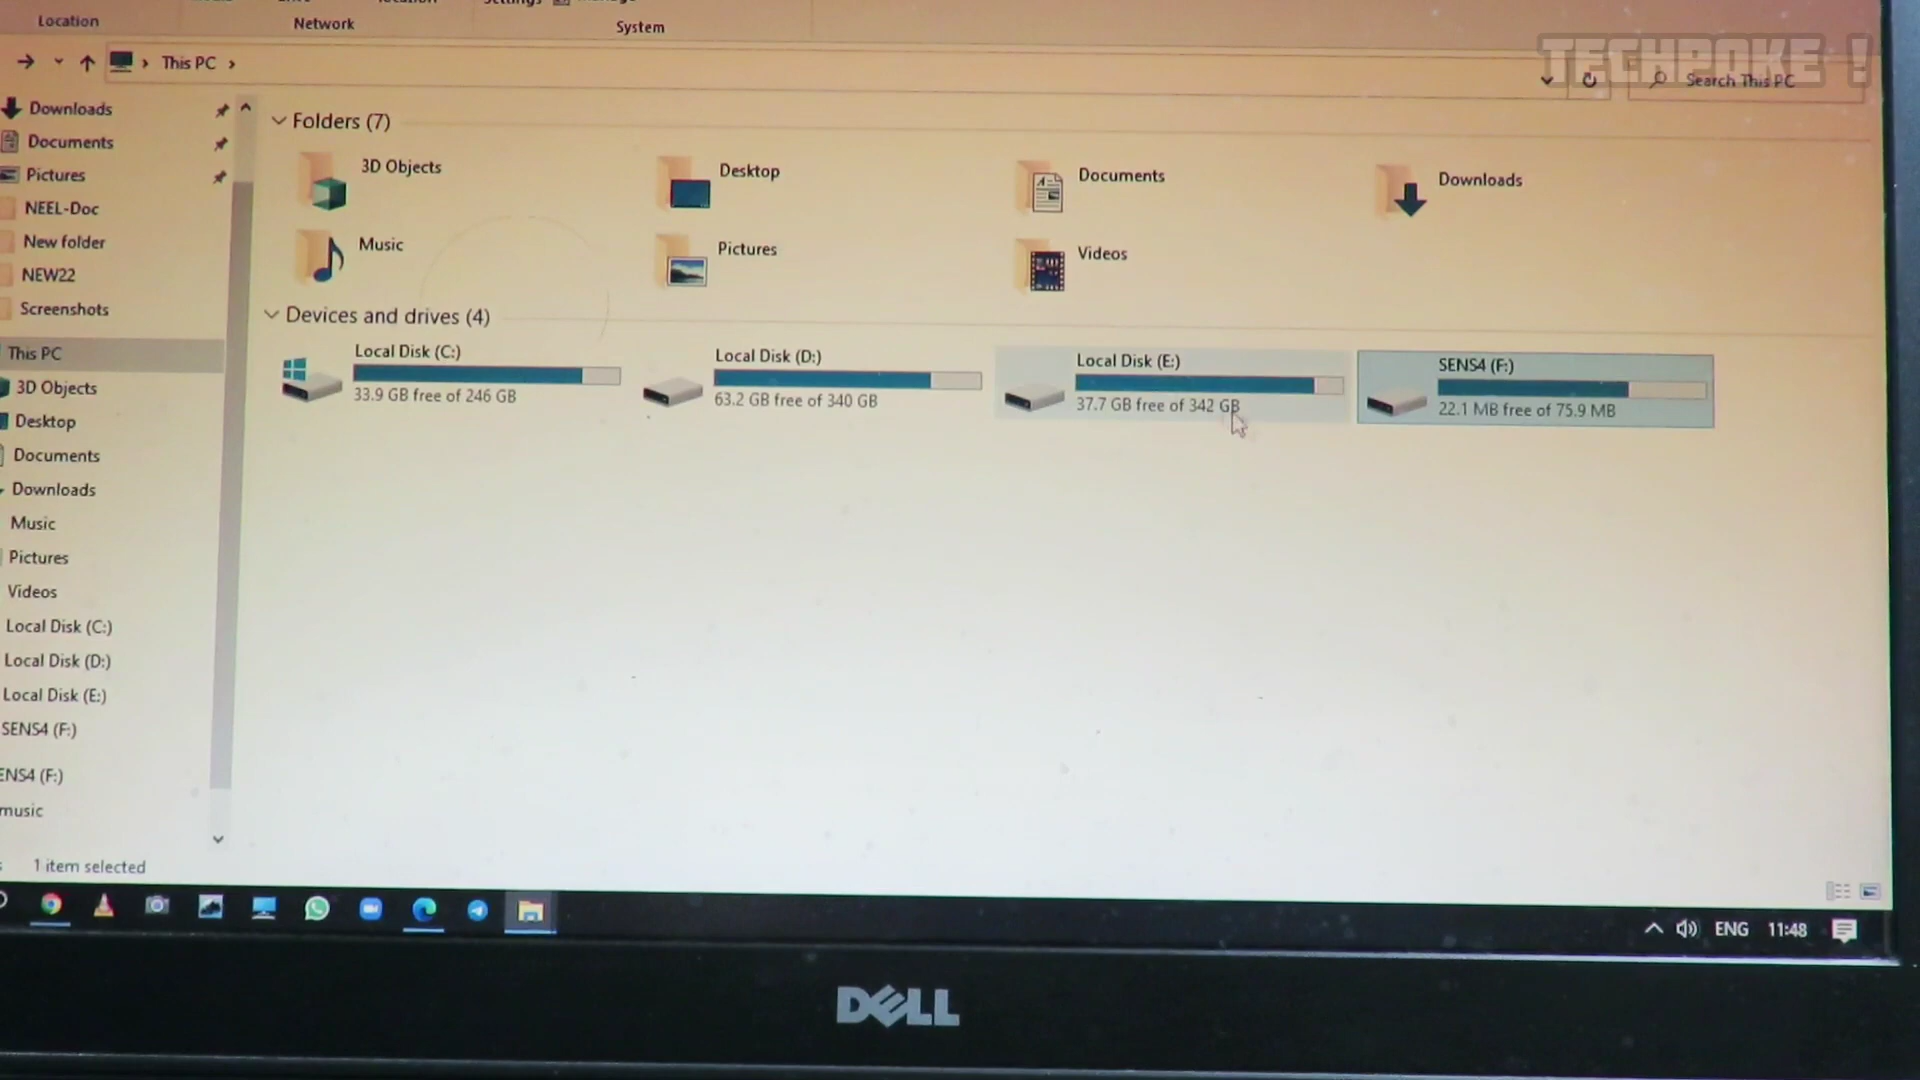 Location
Network
System
This PC
Search This PC
TECHPOKE !
Downloads
Documents
Pictures
NEEL-Doc
New folder
NEW22
Screenshots
This PC
3D Objects
Desktop
Documents
Downloads
Music
Pictures
Videos
Local Disk (C:)
Local Disk (D:)
Local Disk (E:)
SENS4 (F:)
ENS4 (F:)
music
1 item selected
Folders (7)
3D Objects
Desktop
Documents
Downloads
Music
Pictures
Videos
Devices and drives (4)
Local Disk (C:)
33.9 GB free of 246 GB
Local Disk (D:)
63.2 GB free of 340 GB
Local Disk (E:)
37.7 GB free of 342 GB
SENS4 (F:)
22.1 MB free of 75.9 MB
ENG 11:48
DELL